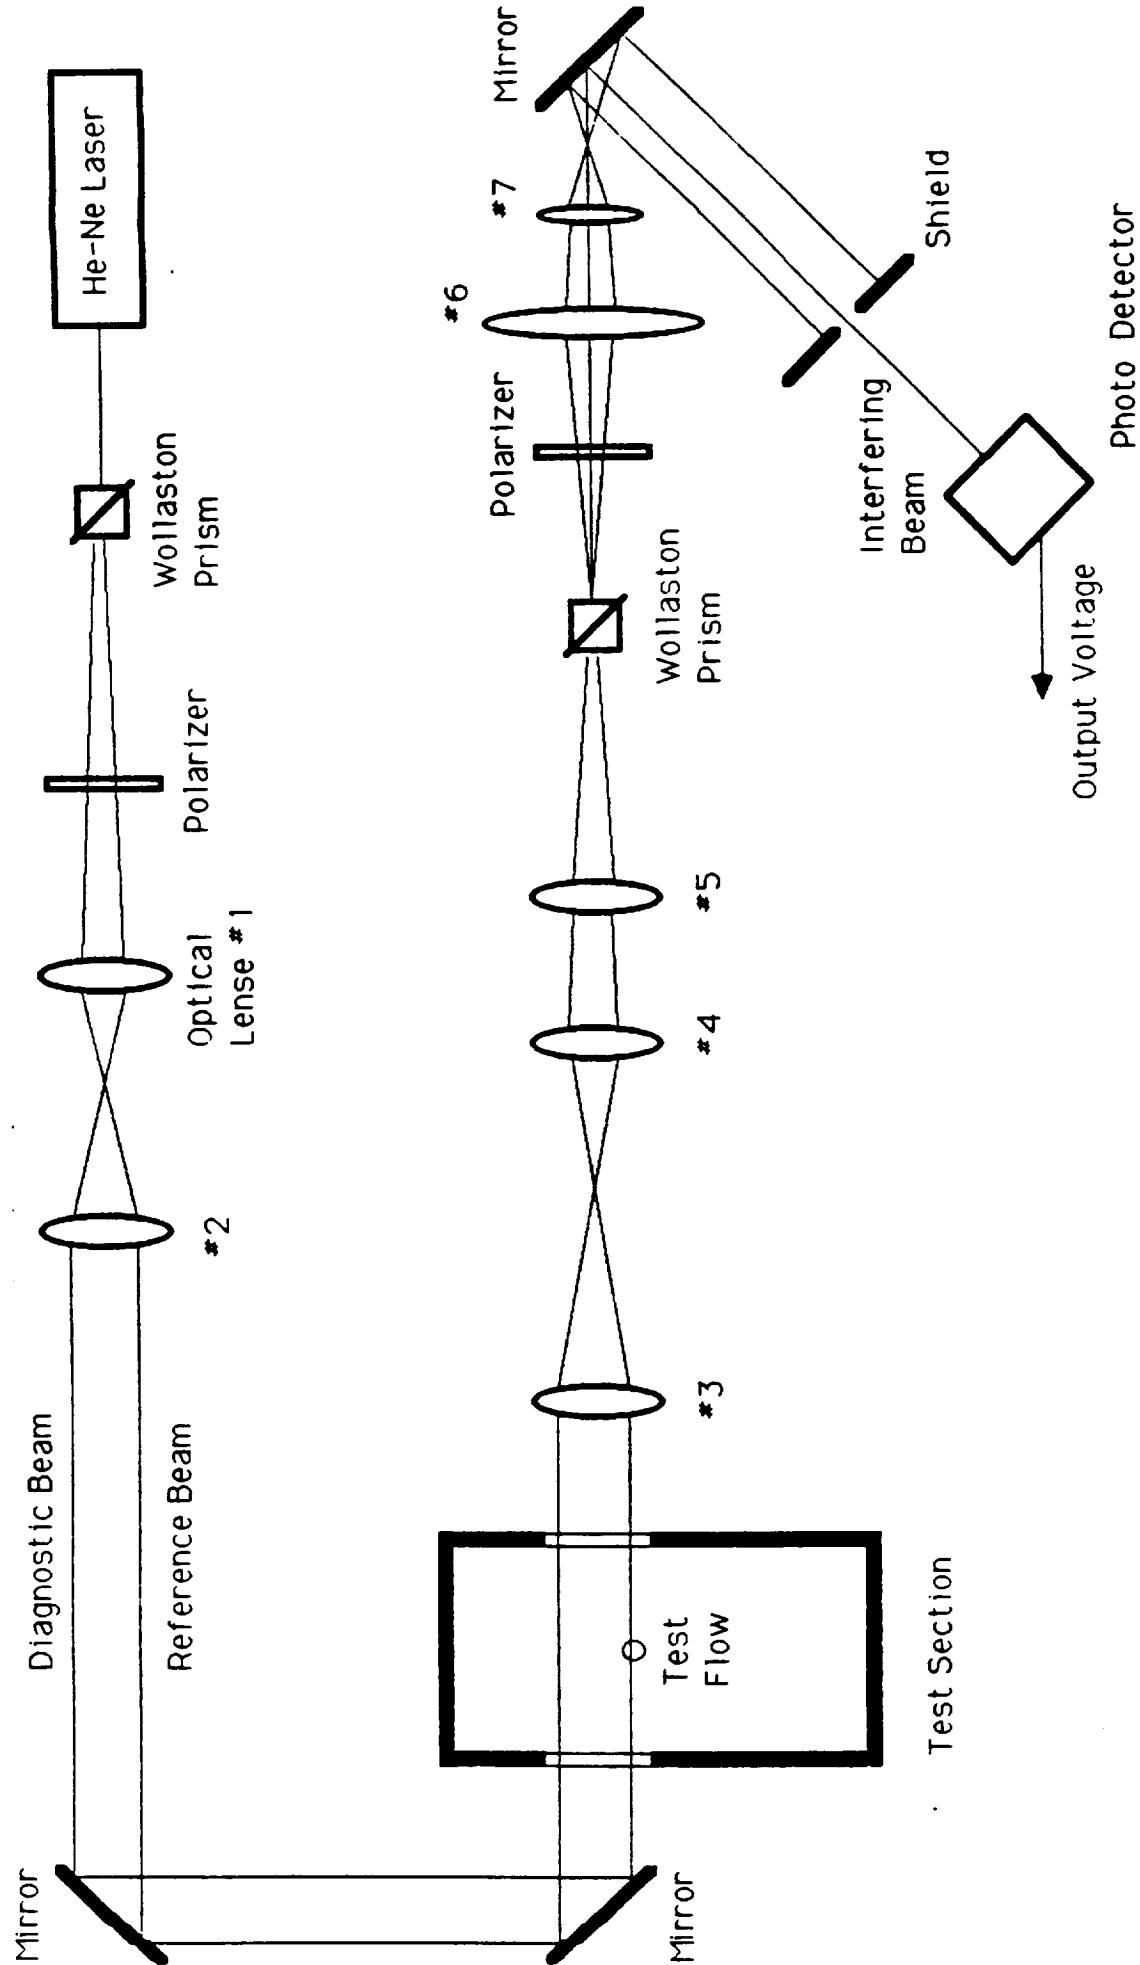 Mirror
Diagnostic Beam
Reference Beam
#2
Optical
Lense #1
Polarizer
Wollaston
Prism
He-Ne Laser
Mirror
Test Section
Test
Flow
#3
#4
#5
Wollaston
Prism
Polarizer
#6
#7
Mirror
Shield
Interfering
Beam
Photo Detector
Output Voltage